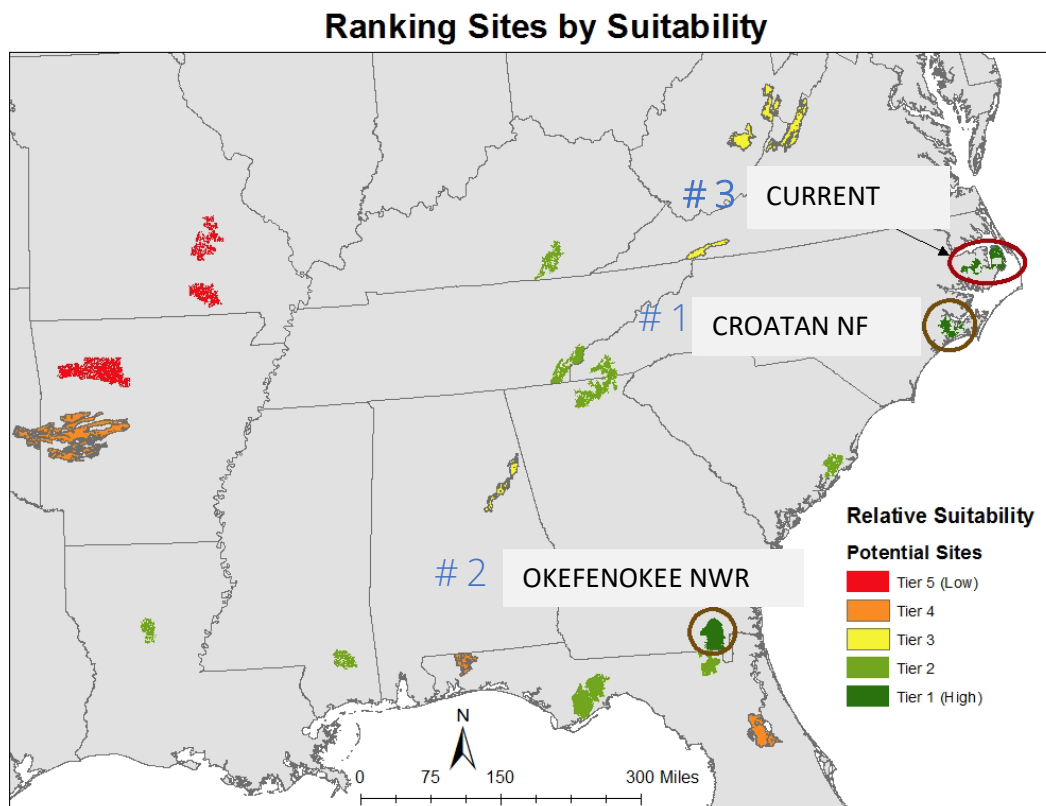 Ranking Sites by Suitability
# 3 CURRENT
# 1 CROATAN NF
# 2 OKEFENOKEE NWR
Relative Suitability
Potential Sites
Tier 5 (Low)
Tier 4
Tier 3
Tier 2
Tier 1 (High)
N
0 75 150 300 Miles